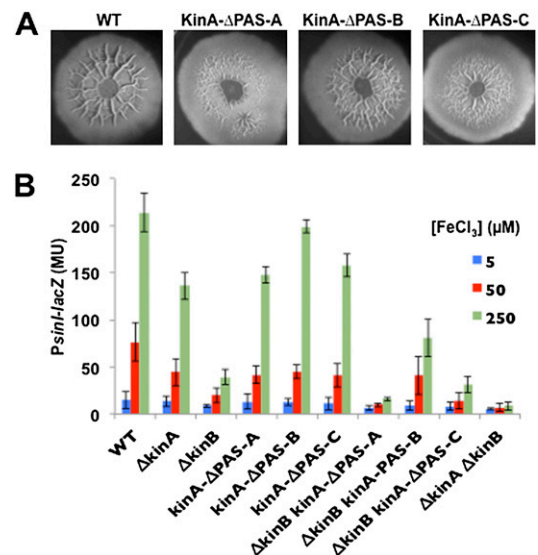 A
WT
KinA-ΔPAS-A
KinA-ΔPAS-B
KinA-ΔPAS-C
B
PsinI-lacZ (MU)
250
200
150
100
50
0
[FeCl3] (μM)
5
50
250
WT
ΔkinA
ΔkinB
kinA-ΔPAS-A
kinA-ΔPAS-B
kinA-ΔPAS-C
ΔkinB kinA-ΔPAS-A
ΔkinB kinA-PAS-B
ΔkinB kinA-ΔPAS-C
ΔkinA ΔkinB